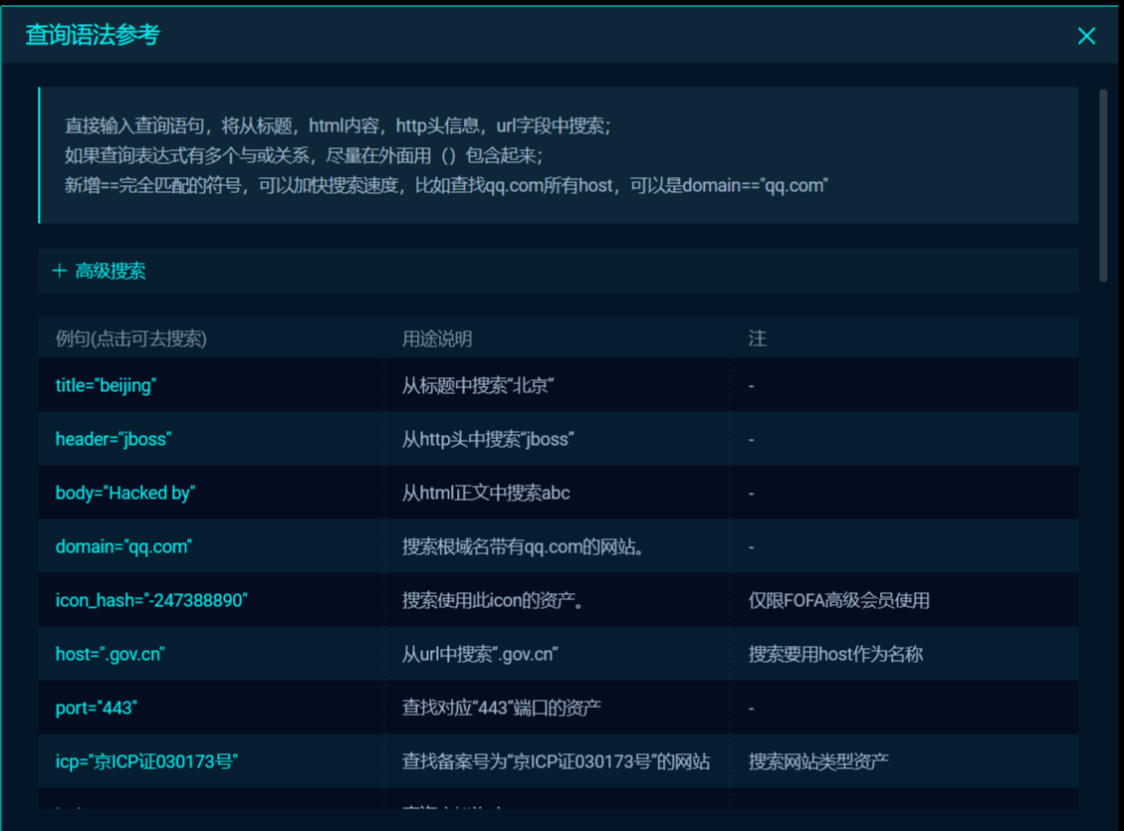 查询语法参考
直接输入查询语句，将从标题，html内容，http头信息，url字段中搜索；
如果查询表达式有多个与或关系，尽量在外面用（）包含起来；
新增==完全匹配的符号，可以加快搜索速度，比如查找qq.com所有host，可以是domain=="qq.com"
+ 高级搜索
例句(点击可去搜索) 用途说明 注
title="beijing" 从标题中搜索“北京” -
header="jboss" 从http头中搜索“jboss” -
body="Hacked by" 从html正文中搜索abc -
domain="qq.com" 搜索根域名带有qq.com的网站。 -
icon_hash="-247388890" 搜索使用此icon的资产。 仅限FOFA高级会员使用
host=".gov.cn" 从url中搜索”.gov.cn” 搜索要用host作为名称
port="443" 查找对应“443”端口的资产 -
icp="京ICP证030173号" 查找备案号为“京ICP证030173号”的网站 搜索网站类型资产